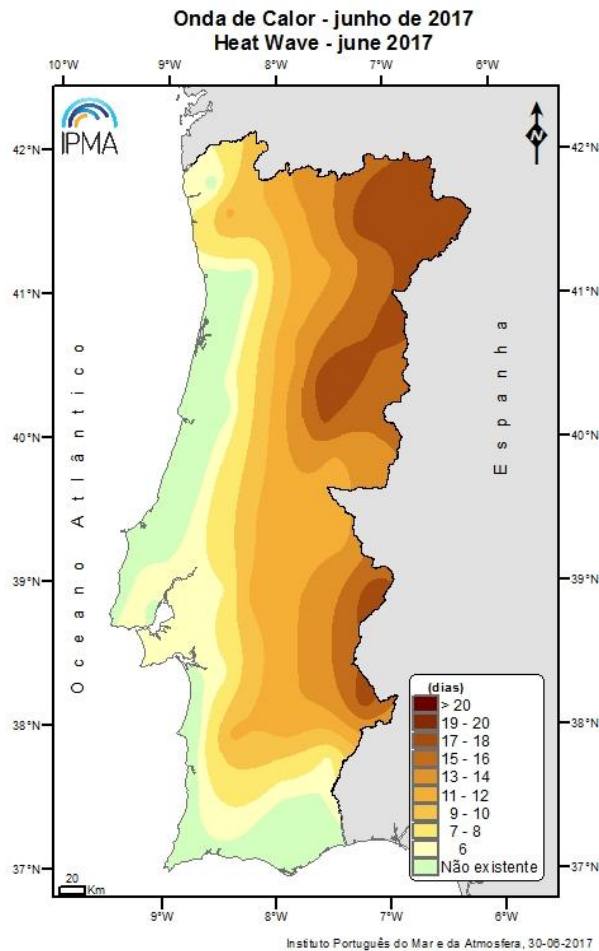 Onda de Calor - junho de 2017
Heat Wave - june 2017
10°W 9°W 8°W 7°W 6°W
IPMA
N
42°N 42°N
41°N 41°N
Oceano Atlântico
Espanha
40°N 40°N
39°N 39°N
38°N 38°N
37°N 37°N
(dias)
> 20
19 - 20
17 - 18
15 - 16
13 - 14
11 - 12
9 - 10
7 - 8
6
Não existente
20
Km
9°W 8°W 7°W 6°W
Instituto Português do Mar e da Atmosfera, 30-06-2017